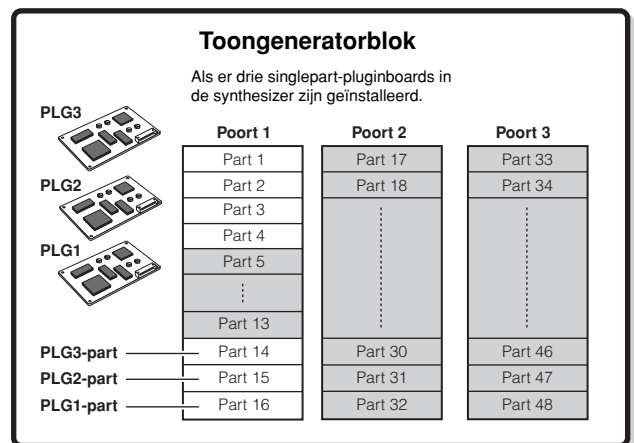 Toongeneratorblok
Als er drie singlepart-pluginboards in
de synthesizer zijn geïnstalleerd.
PLG3
PLG2
PLG1
Poort 1
Part 1
Part 2
Part 3
Part 4
Part 5
Part 13
PLG3-part
Part 14
PLG2-part
Part 15
PLG1-part
Part 16
Poort 2
Part 17
Part 18
Part 30
Part 31
Part 32
Poort 3
Part 33
Part 34
Part 46
Part 47
Part 48